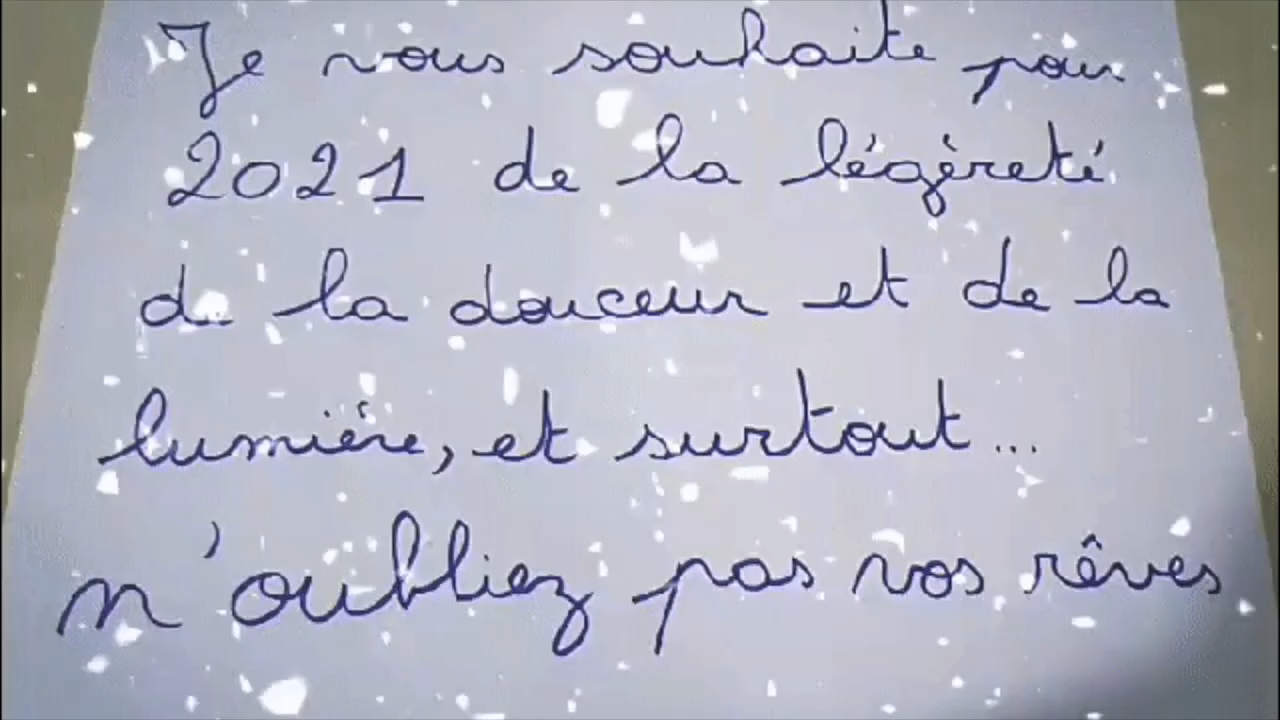 Je vous souhaite pour
2021 de la légèreté
de la douceur et de la
lumière, et surtout...
n'oubliez pas vos rêves